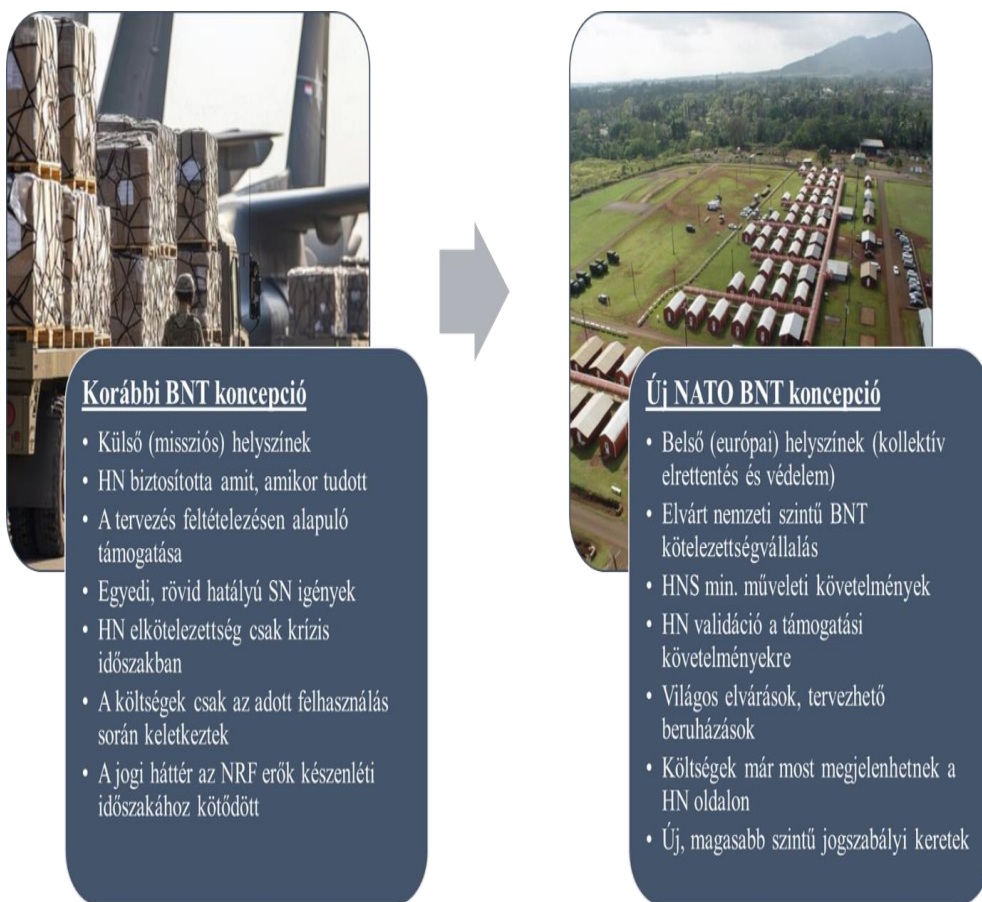 Korábbi BNT koncepció
• Külső (missziós) helyszínek
• HN biztosította amit, amikor tudott
• A tervezés feltételezésen alapuló
támogatása
• Egyedi, rövid hatályú SN igények
• HN elkötelezettség csak krízis
időszakban
• A költségek csak az adott felhasználás
során keletkeztek
• A jogi háttér az NRF erők készenléti
időszakához kötődött
Új NATO BNT koncepció
• Belső (európai) helyszínek (kollektív
elrettentés és védelem)
• Elvárt nemzeti szintű BNT
kötelezettségvállalás
• HNS min. műveleti követelmények
• HN validáció a támogatási
követelményekre
• Világos elvárások, tervezhető
beruházások
• Költségek már most megjelenhetnek a
HN oldalon
• Új, magasabb szintű jogszabályi keretek